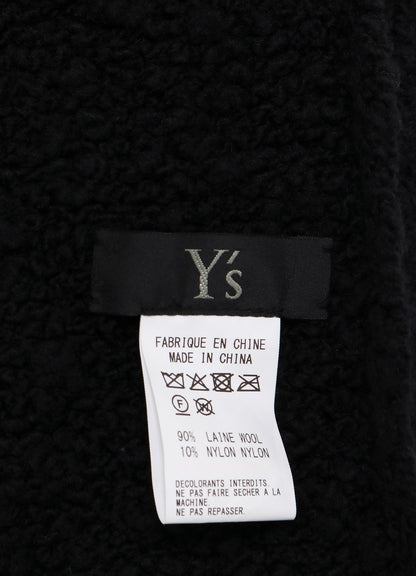 Y's
FABRIQUE EN CHINE
MADE IN CHINA
F
90% LAINE WOOL
10% NYLON NYLON
DECOLORANTS INTERDITS.
NE PAS FAIRE SECHER A LA
MACHINE.
NE PAS REPASSER.